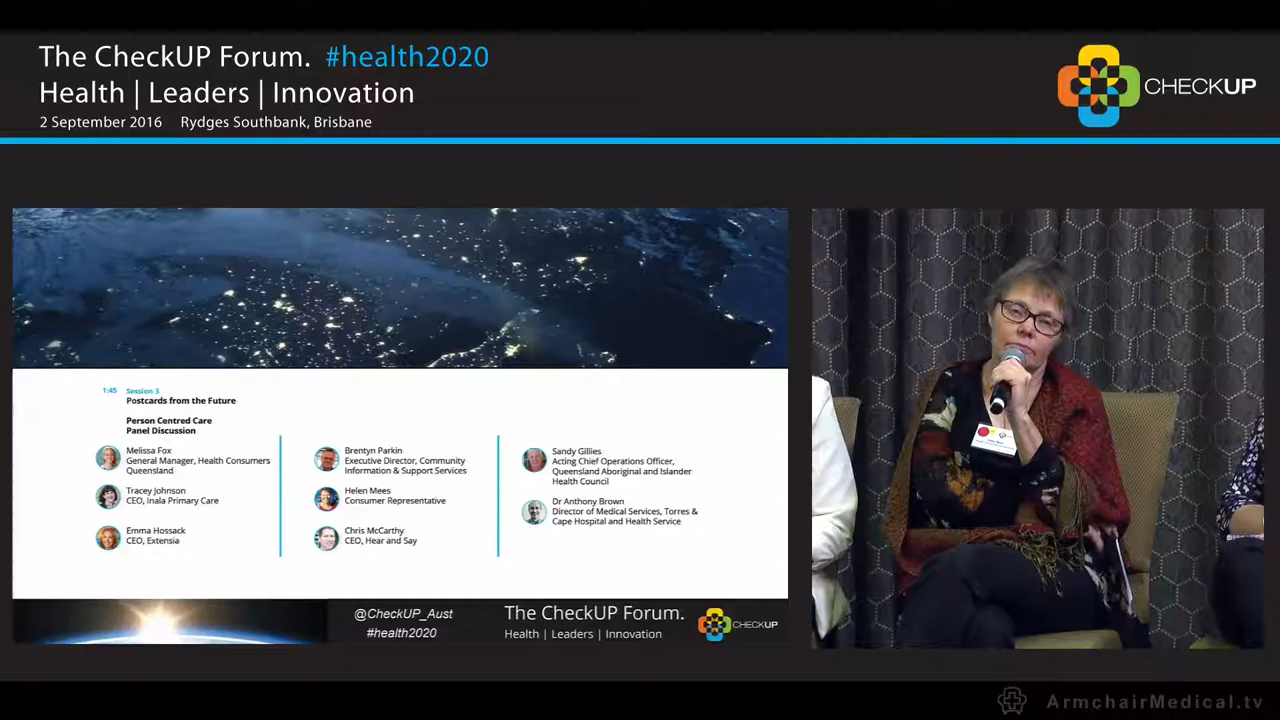 The CheckUP Forum. #health2020
Health | Leaders | Innovation
2 September 2016 Rydges Southbank, Brisbane
CHECKUP
1:45 Session 3
Postcards from the Future
Person Centred Care
Panel Discussion
Melissa Fox
General Manager, Health Consumers
Queensland
Tracey Johnson
CEO, Inala Primary Care
Emma Hossack
CEO, Extensia
Brentyn Parkin
Executive Director, Community
Information & Support Services
Helen Mees
Consumer Representative
Chris McCarthy
CEO, Hear and Say
Sandy Gillies
Acting Chief Operations Officer,
Queensland Aboriginal and Islander
Health Council
Dr Anthony Brown
Director of Medical Services, Torres &
Cape Hospital and Health Service
@CheckUP_Aust
#health2020
The CheckUP Forum.
Health | Leaders | Innovation
CHECKUP
ArmchairMedical.tv